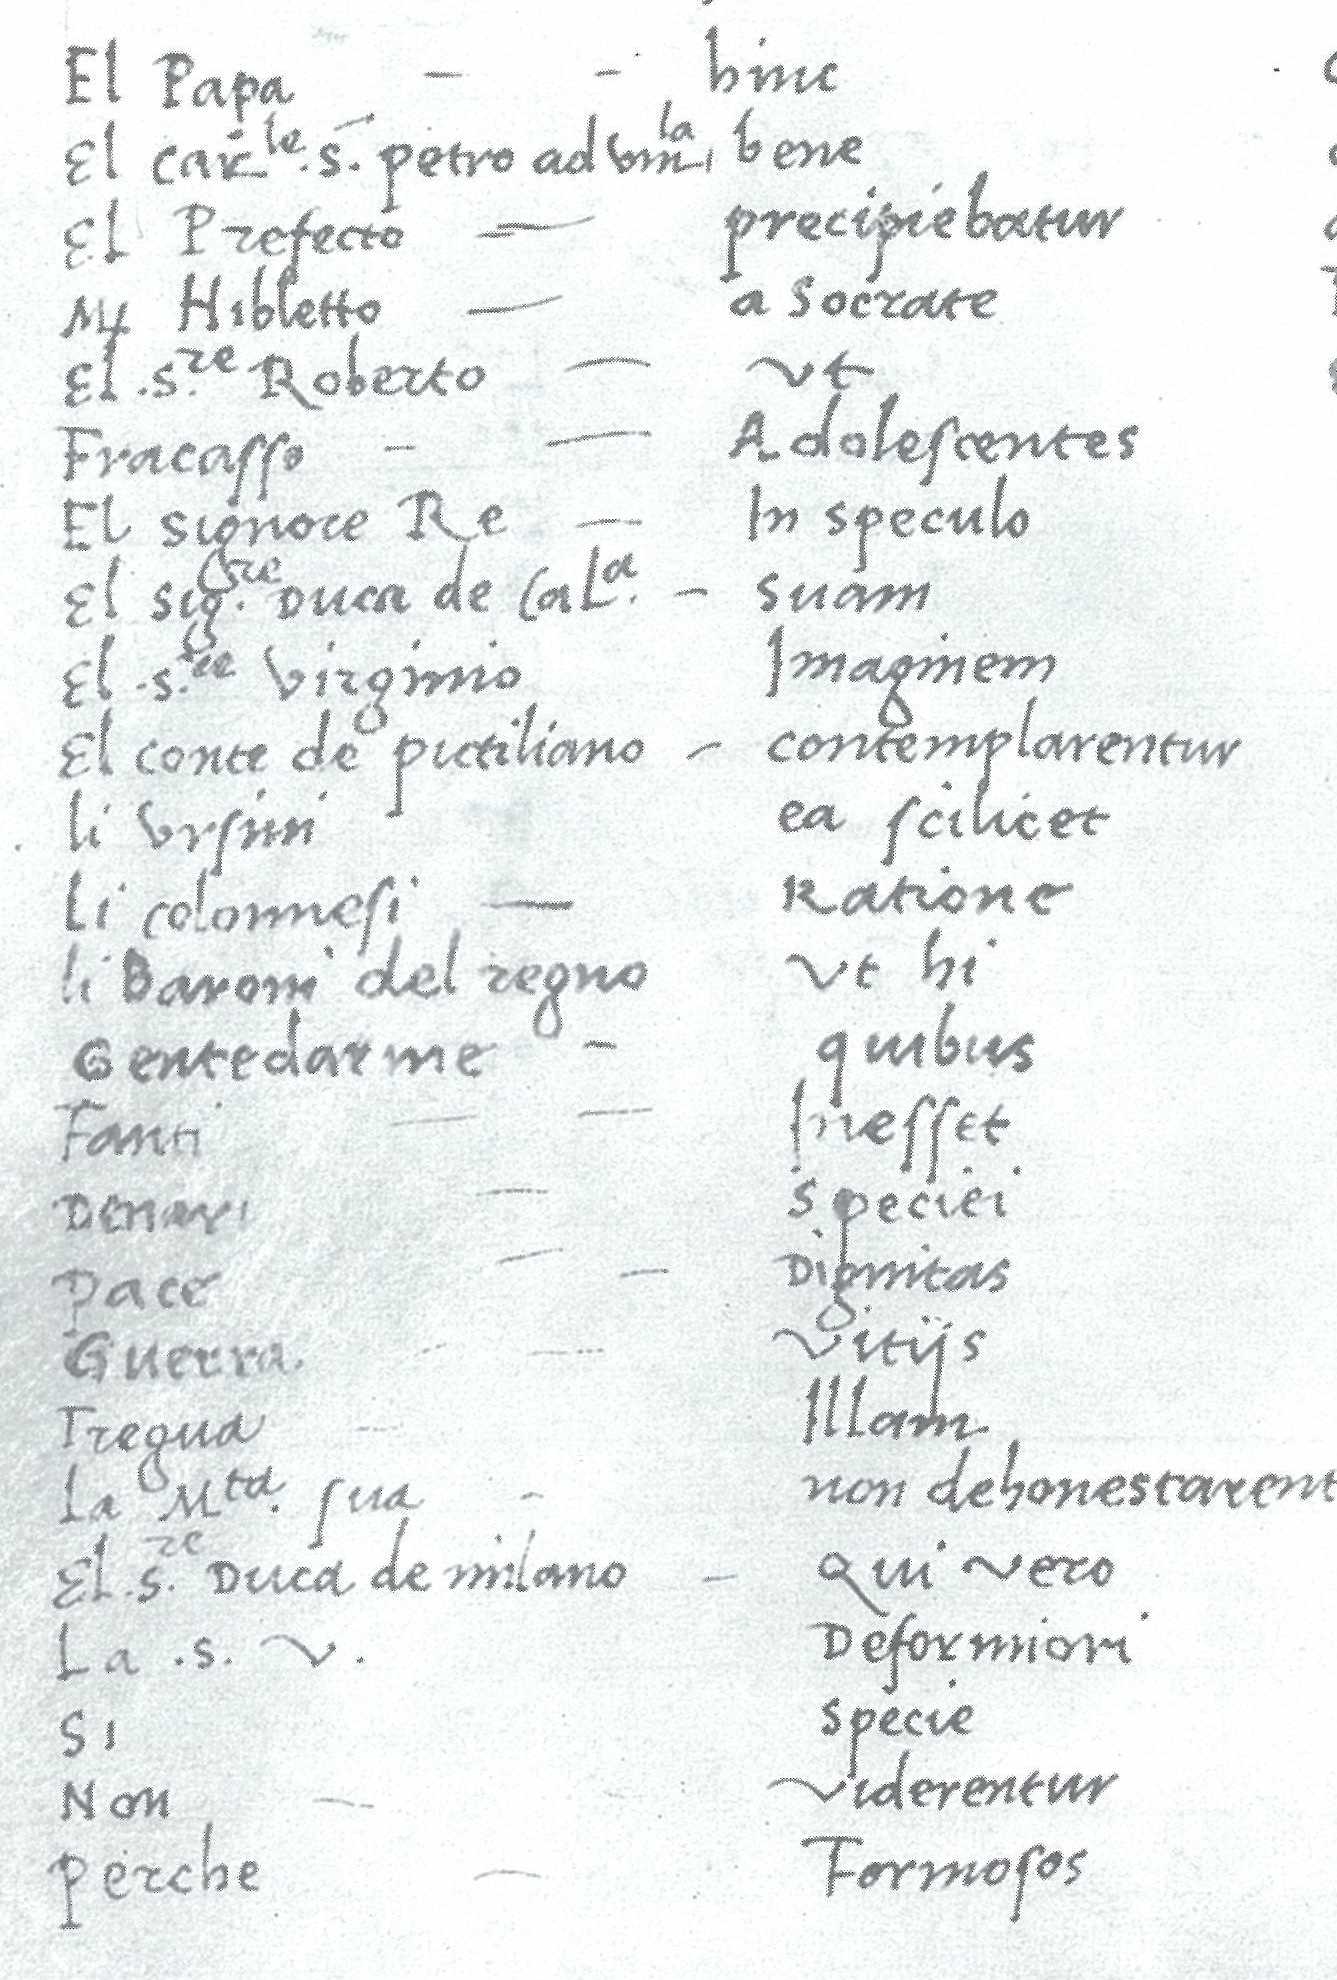 El Papa – – hinc
El car.le .s. petro ad vin.la bene
El Prefecto – precipiebatur
M. Hibletto – a Socrate
El .s.re Roberto – vt
Fracasso – – Adolescentes
El signore Re – In speculo
El sig.re Duca de Cal.a – suam
El .s.re Virginio Imaginem
El conte de pictiliano – contemplarentur
li Vrsini ea scilicet
Li colonnesi – Ratione
li Baroni del regno vt hi
Gentedarme – quibus
Fanti – – Inesset
Denari – speciei
Pace – – Dignitas
Guerra. – – vitijs
Tregua – Illam
La M.ta sua – non dehonestarent
El .s.re Duca de milano – Qui vero
La .s. v. Deformiori
Si specie
Non – viderentur
perche – Formosos